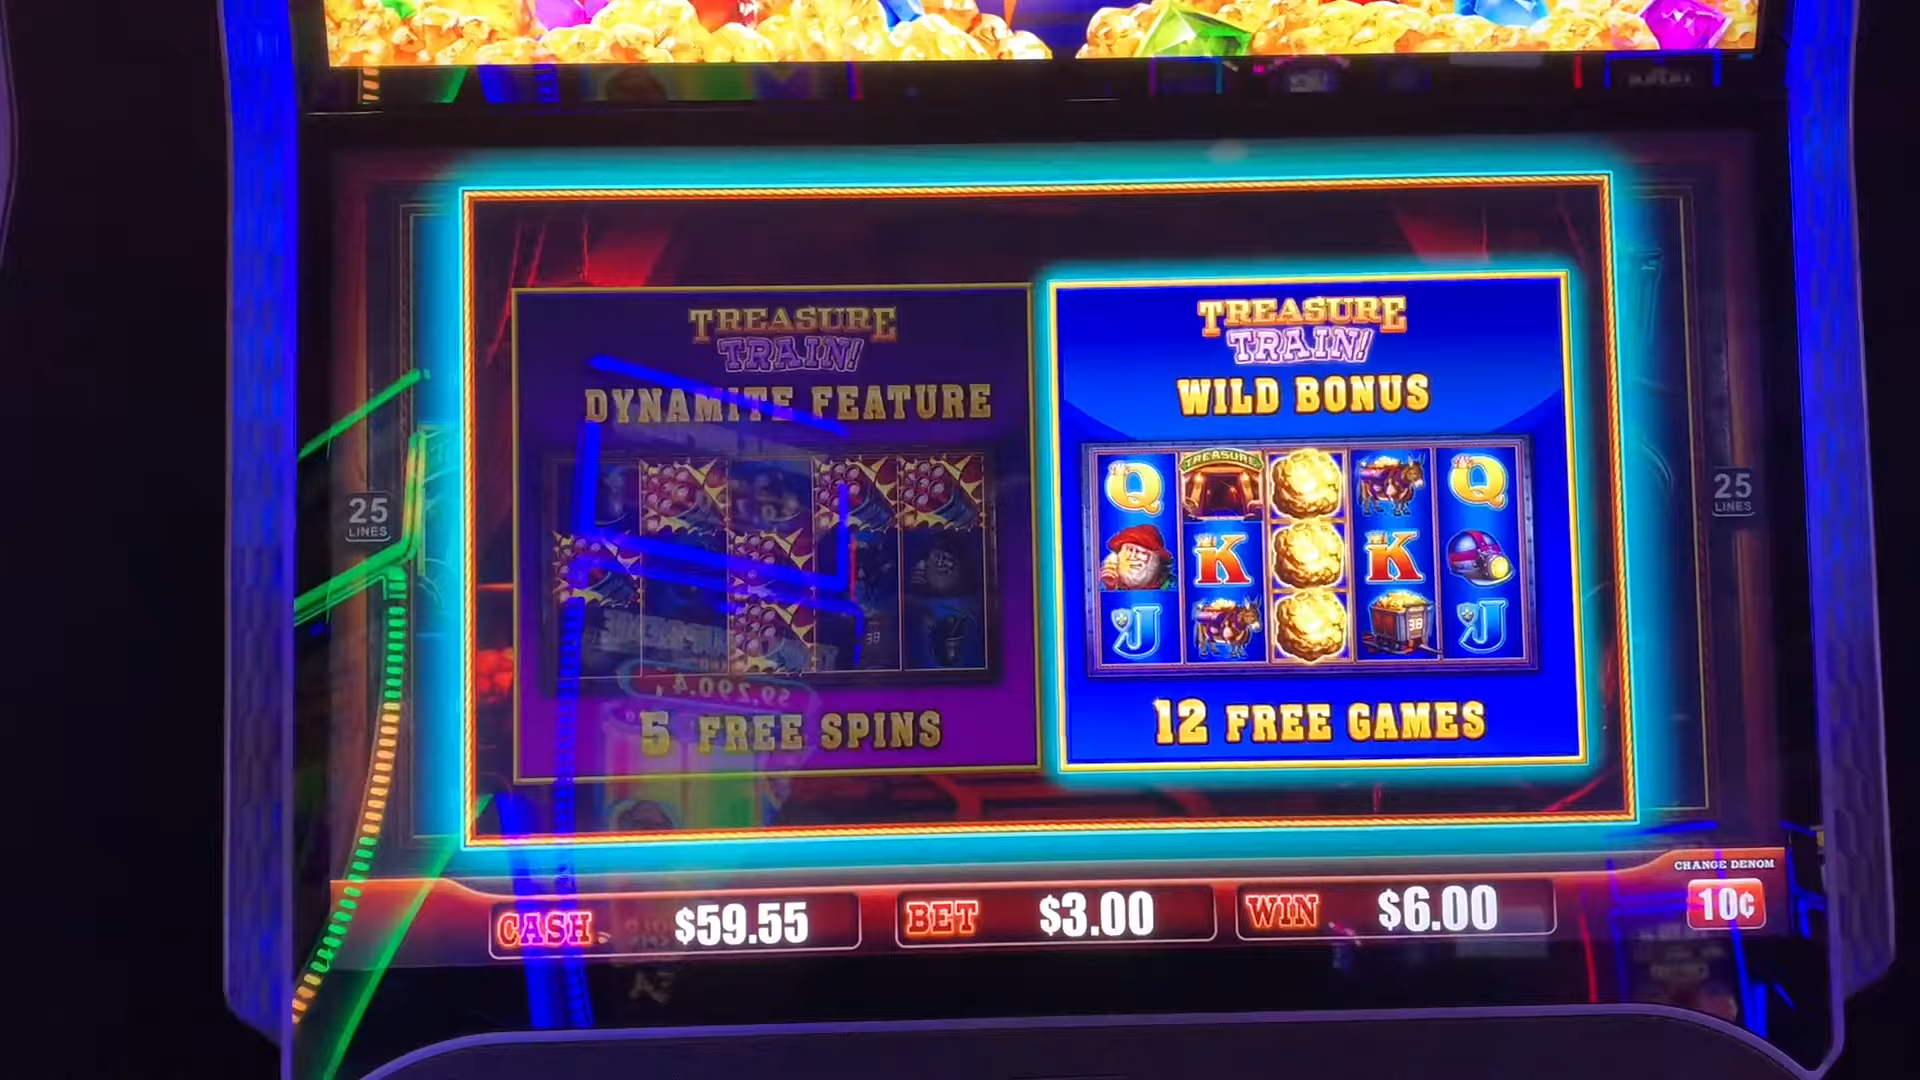 TREASURE
TRAIN!
DYNAMITE FEATURE
5 FREE SPINS
TREASURE
TRAIN!
WILD BONUS
Q
TREASURE
Q
K
K
J
38
J
12 FREE GAMES
25
LINES
25
LINES
CHANGE DENOM
10¢
CASH
$59.55
BET
$3.00
WIN
$6.00